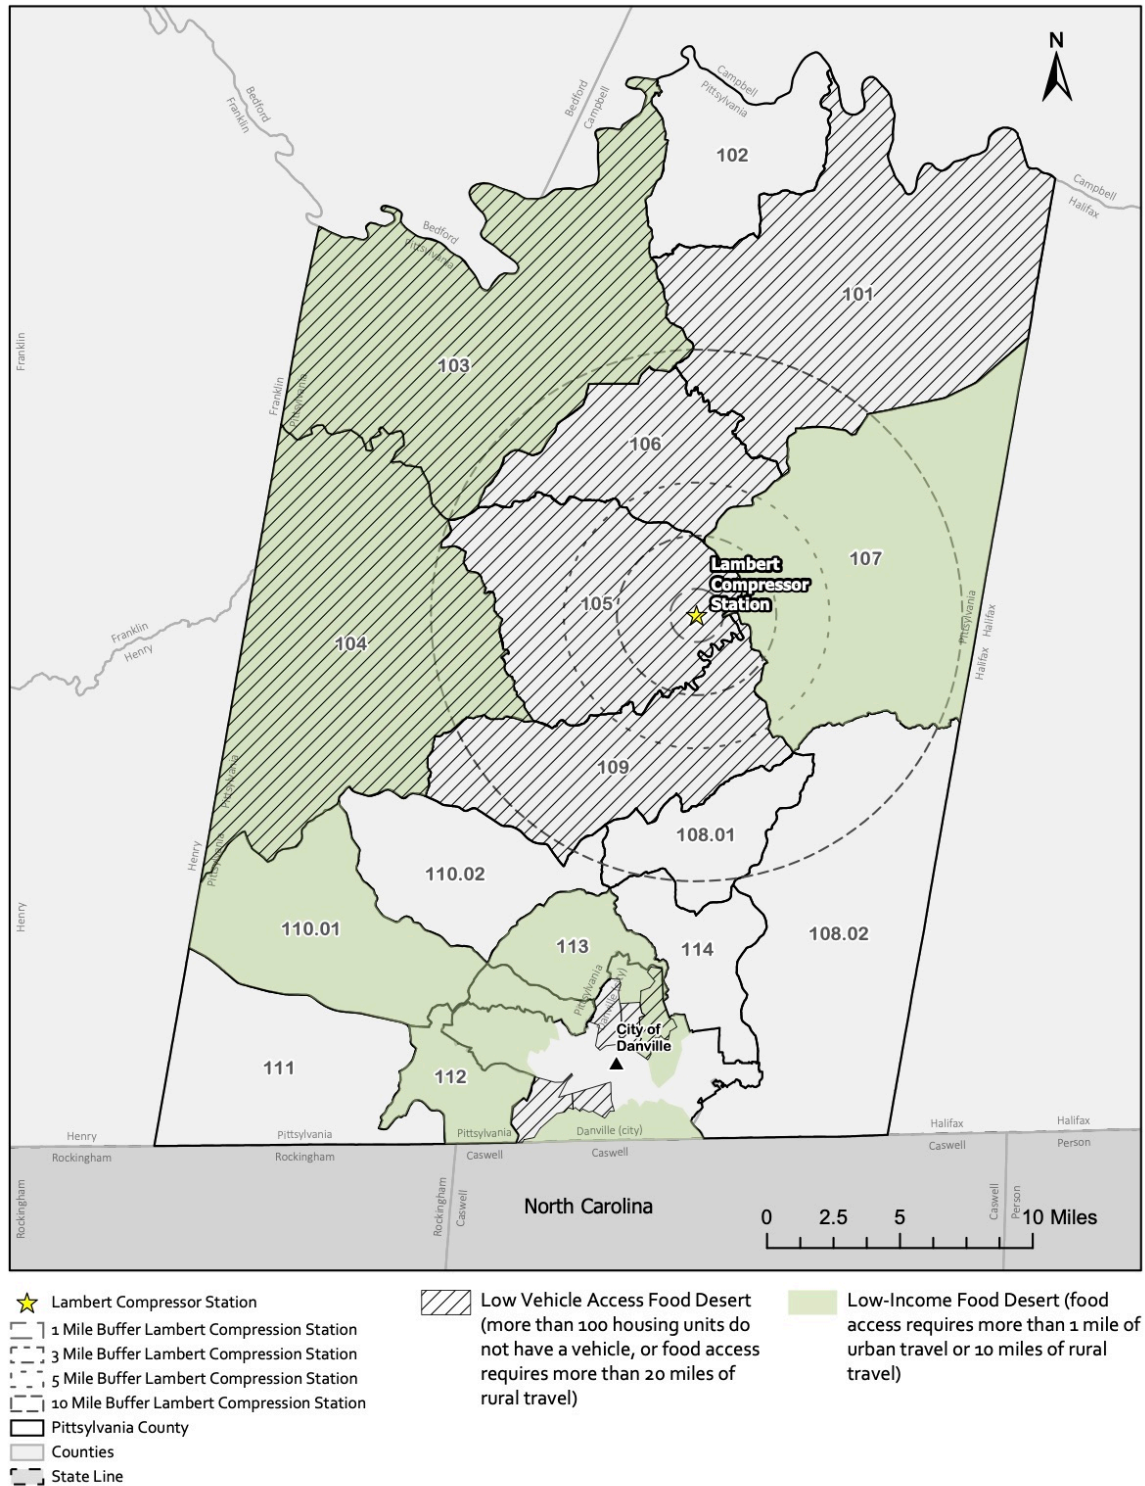 N
Campbell
Pittsylvania
Bedford
Campbell
Bedford
Franklin
102
Campbell
Halifax
Bedford
Pittsylvania
101
103
Franklin
Franklin
Pittsylvania
106
107
Lambert
Compressor
Station
105
Pittsylvania
Halifax
Halifax
Franklin
Henry
104
109
Pittsylvania
108.01
Henry
Pittsylvania
110.02
Henry
110.01
113
114
108.02
Pittsylvania
Danville (city)
City of
Danville
111
112
Henry
Pittsylvania
Pittsylvania
Danville (city)
Halifax
Halifax
Rockingham
Rockingham
Caswell
Caswell
Caswell
Person
Rockingham
Rockingham
Caswell
North Carolina
Caswell
Person
0 2.5 5 10 Miles
Lambert Compressor Station
1 Mile Buffer Lambert Compression Station
3 Mile Buffer Lambert Compression Station
5 Mile Buffer Lambert Compression Station
10 Mile Buffer Lambert Compression Station
Pittsylvania County
Counties
State Line
Low Vehicle Access Food Desert
(more than 100 housing units do
not have a vehicle, or food access
requires more than 20 miles of
rural travel)
Low-Income Food Desert (food
access requires more than 1 mile of
urban travel or 10 miles of rural
travel)